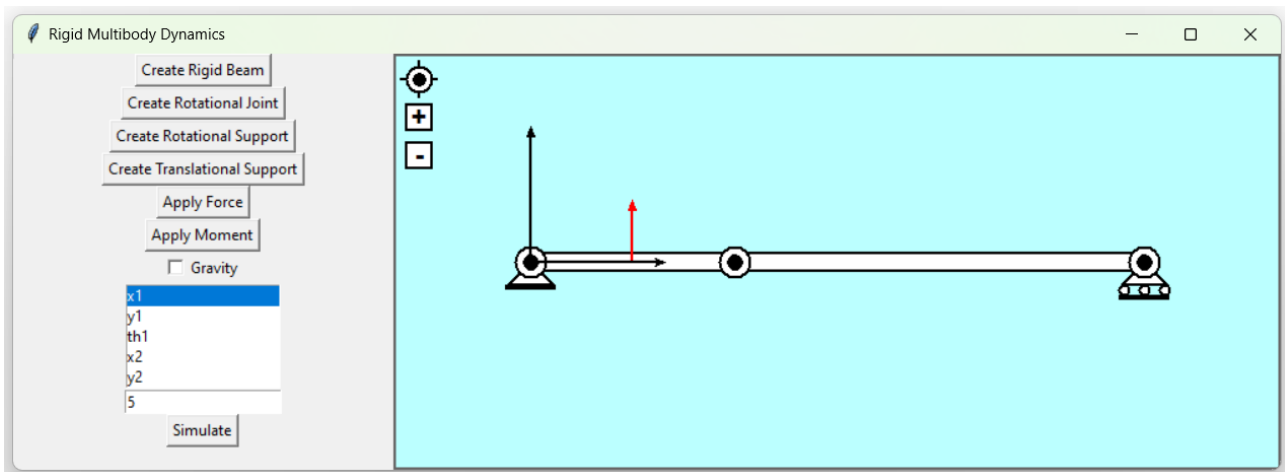 Rigid Multibody Dynamics
Create Rigid Beam
Create Rotational Joint
Create Rotational Support
Create Translational Support
Apply Force
Apply Moment
Gravity
x1
y1
th1
x2
y2
5
Simulate
+
-